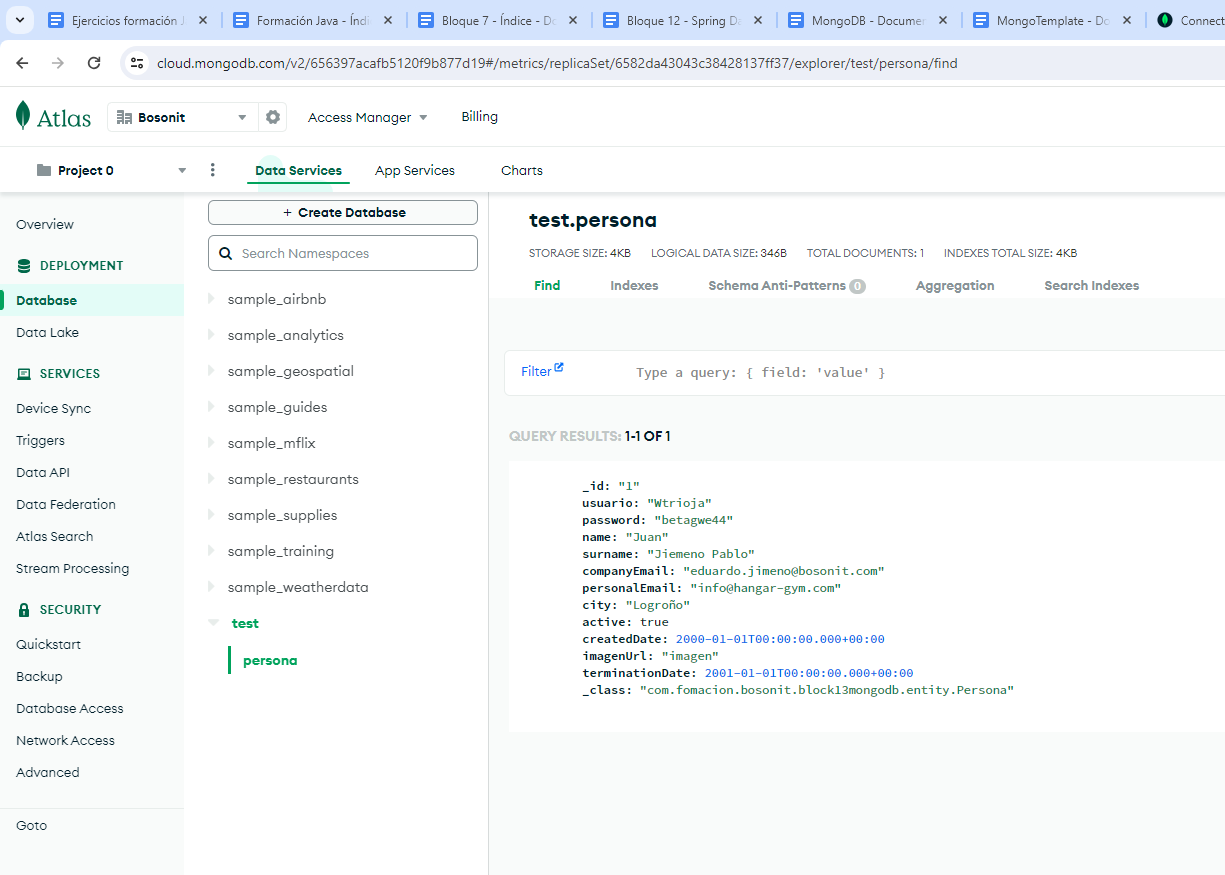 Ejercicios formación J
Formación Java - Índi
Bloque 7 - Índice - Do
Bloque 12 - Spring Da
MongoDB - Documen
MongoTemplate - Do
Connect
cloud.mongodb.com/v2/656397acafb5120f9b877d19#/metrics/replicaSet/6582da43043c38428137ff37/explorer/test/persona/find
Atlas
Bosonit
Access Manager
Billing
Project 0
Data Services
App Services
Charts
Overview
DEPLOYMENT
Database
Data Lake
SERVICES
Device Sync
Triggers
Data API
Data Federation
Atlas Search
Stream Processing
SECURITY
Quickstart
Backup
Database Access
Network Access
Advanced
Goto
+ Create Database
Search Namespaces
sample_airbnb
sample_analytics
sample_geospatial
sample_guides
sample_mflix
sample_restaurants
sample_supplies
sample_training
sample_weatherdata
test
persona
test.persona
STORAGE SIZE: 4KB LOGICAL DATA SIZE: 346B TOTAL DOCUMENTS: 1 INDEXES TOTAL SIZE: 4KB
Find Indexes Schema Anti-Patterns 0 Aggregation Search Indexes
Filter Type a query: { field: 'value' }
QUERY RESULTS: 1-1 OF 1
_id: "1"
usuario: "Wtrioja"
password: "betagwe44"
name: "Juan"
surname: "Jiemeno Pablo"
companyEmail: "eduardo.jimeno@bosonit.com"
personalEmail: "info@hangar-gym.com"
city: "Logroño"
active: true
createdDate: 2000-01-01T00:00:00.000+00:00
imagenUrl: "imagen"
terminationDate: 2001-01-01T00:00:00.000+00:00
_class: "com.fomacion.bosonit.block13mongodb.entity.Persona"